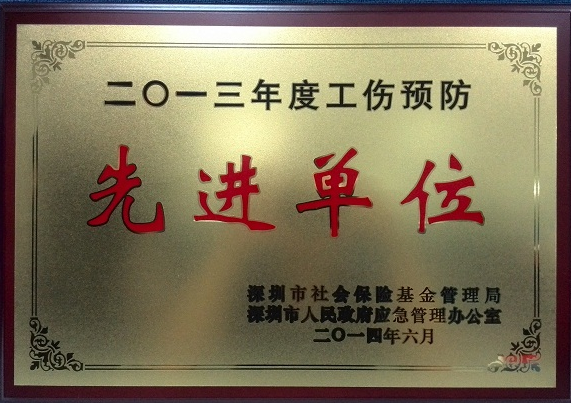 二〇一三年度工伤预防
先进单位
深圳市社会保险基金管理局
深圳市人民政府应急管理办公室
二〇一四年六月